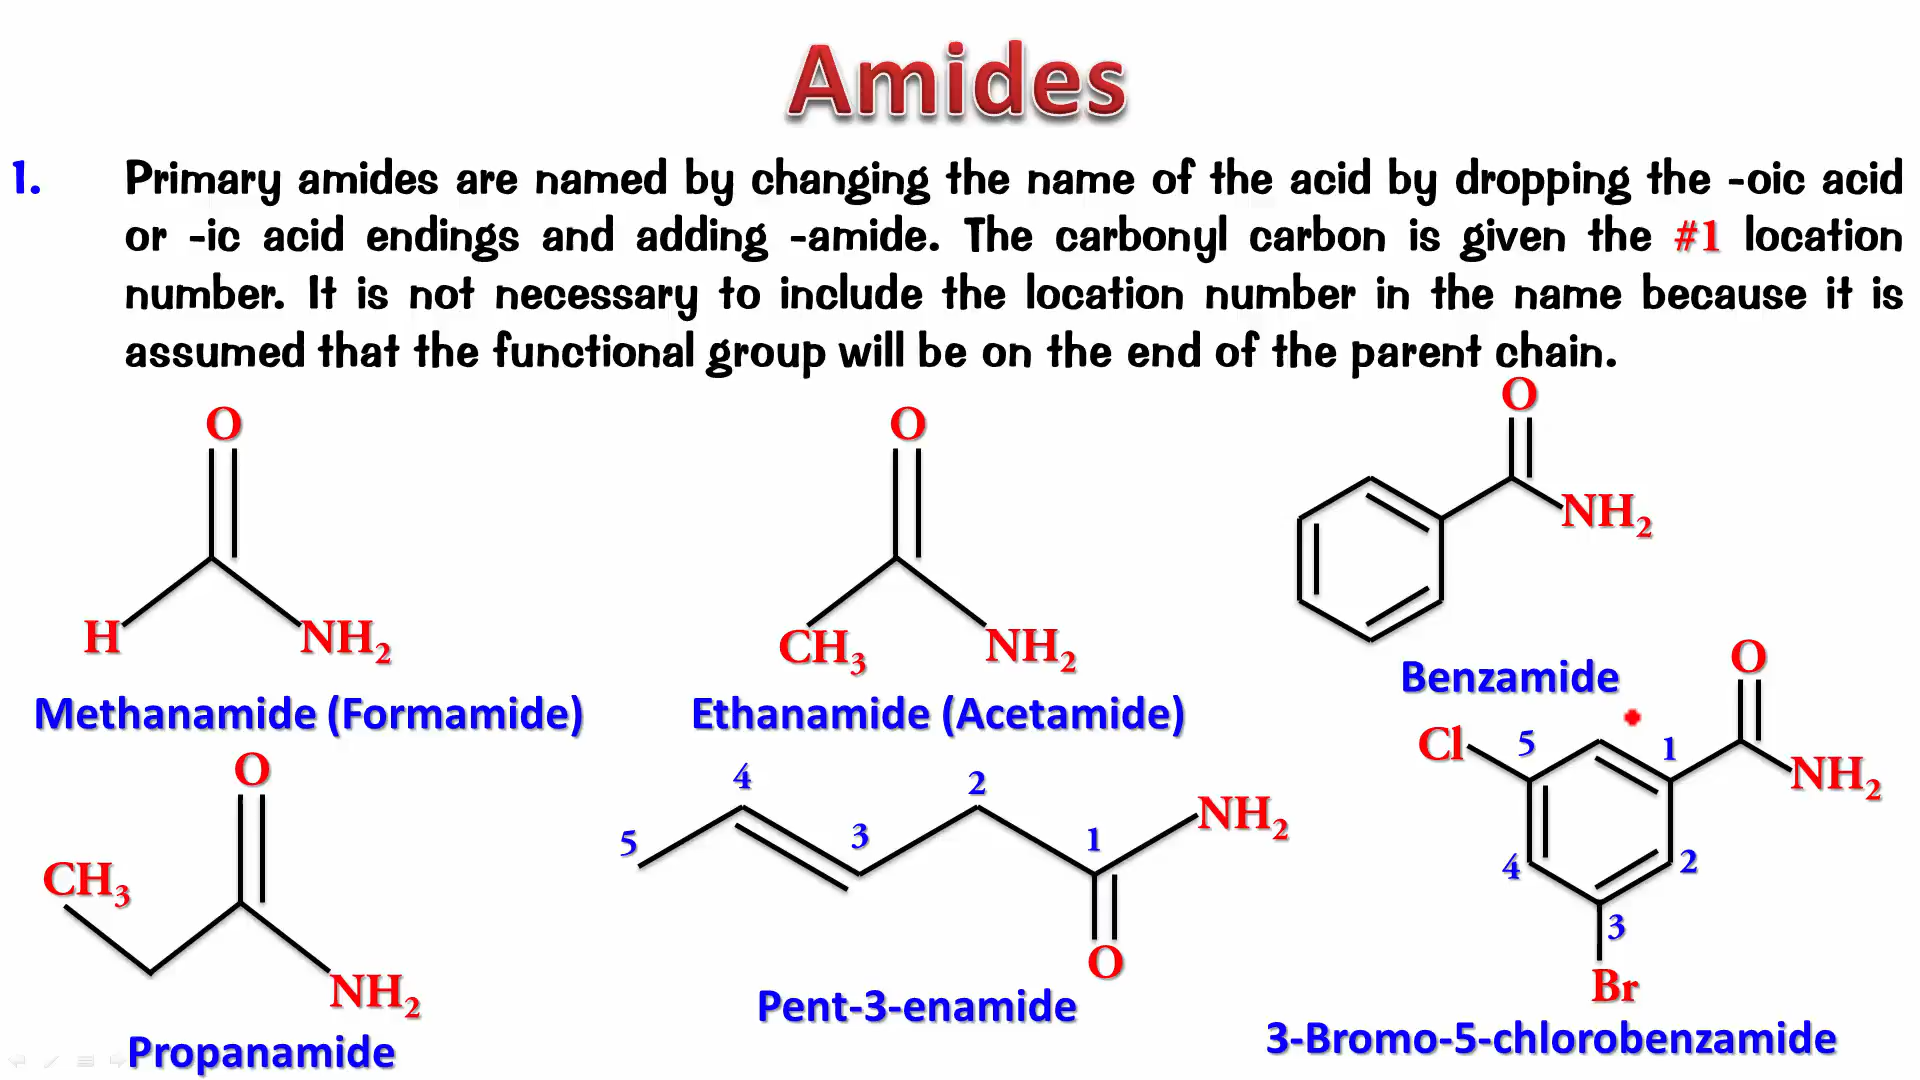 Amides
1. Primary amides are named by changing the name of the acid by dropping the -oic acid
or -ic acid endings and adding -amide. The carbonyl carbon is given the #1 location
number. It is not necessary to include the location number in the name because it is
assumed that the functional group will be on the end of the parent chain.
O
H
NH₂
Methanamide (Formamide)
O
CH₃
NH₂
Ethanamide (Acetamide)
O
NH₂
Benzamide
O
CH₃
NH₂
Propanamide
5
4
3
2
1
NH₂
O
Pent-3-enamide
O
Cl
5
1
NH₂
4
2
3
Br
3-Bromo-5-chlorobenzamide